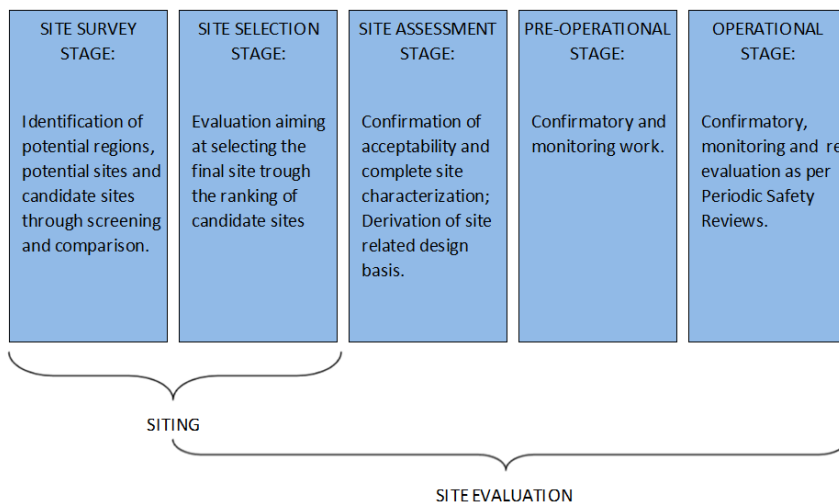 SITE SURVEY
STAGE:
Identification of
potential regions,
potential sites and
candidate sites
through screening
and comparison.
SITE SELECTION
STAGE:
Evaluation aiming
at selecting the
final site trough
the ranking of
candidate sites
SITE ASSESSMENT
STAGE:
Confirmation of
acceptability and
complete site
characterization;
Derivation of site
related design
basis.
PRE-OPERATIONAL
STAGE:
Confirmatory and
monitoring work.
OPERATIONAL
STAGE:
Confirmatory,
monitoring and re
evaluation as per
Periodic Safety
Reviews.
SITING
SITE EVALUATION